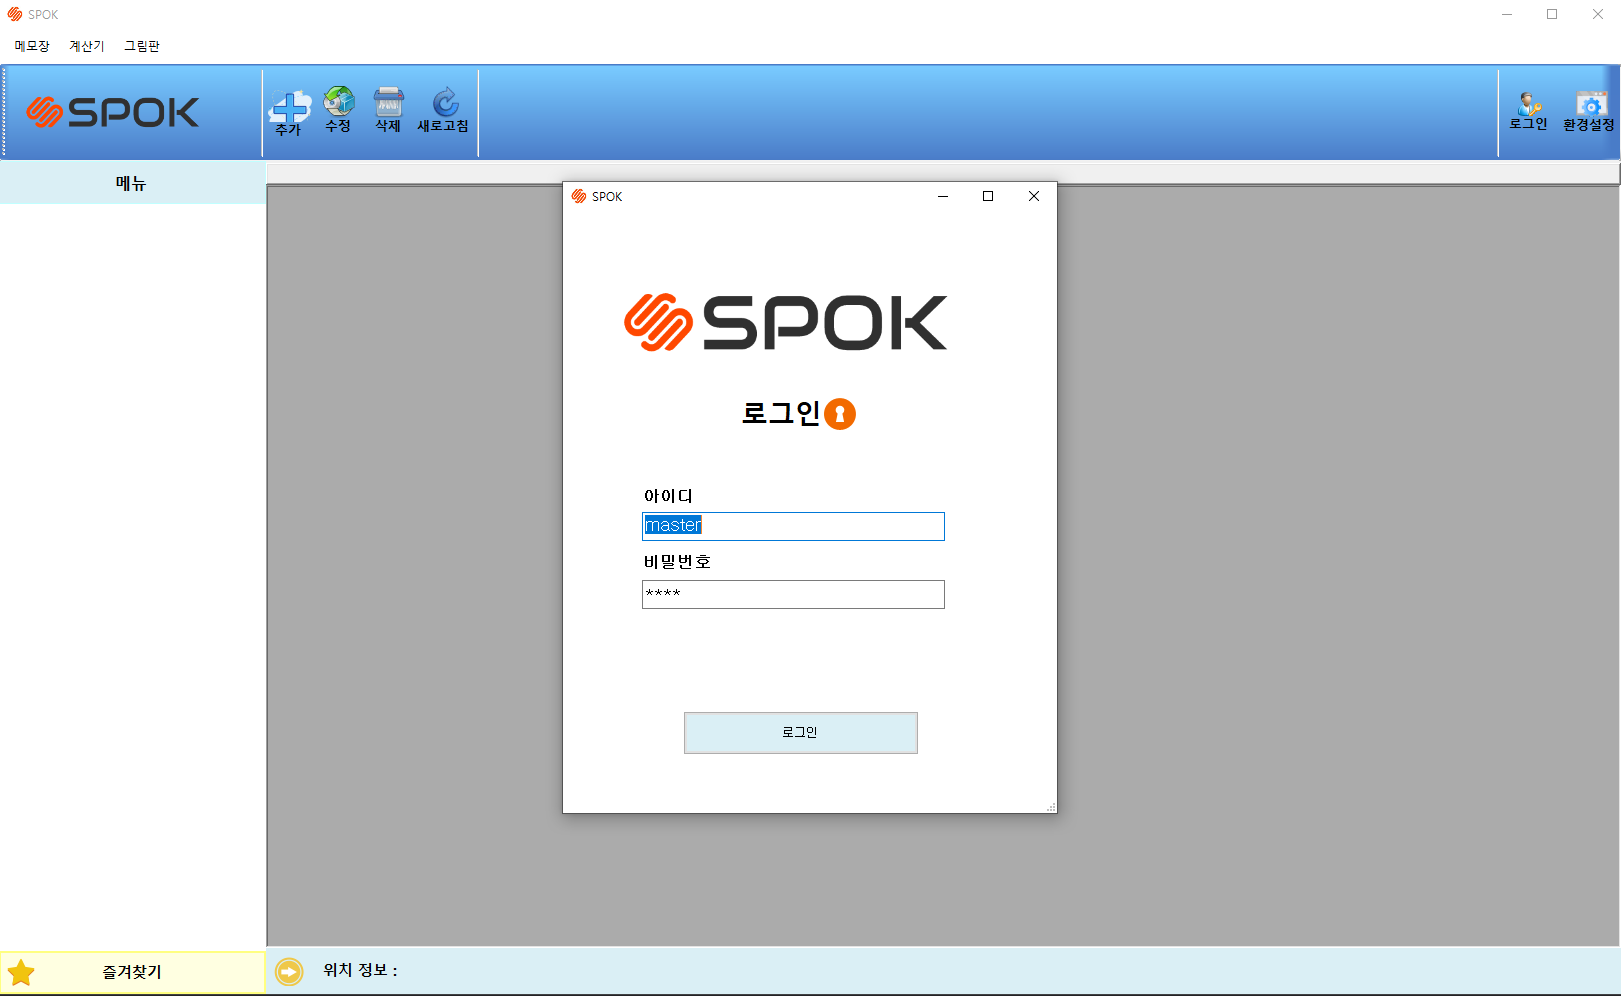 SPOK
메모장 계산기 그림판
SPOK
추가 수정 삭제 새로고침
로그인 환경설정
메뉴
SPOK
SPOK
로그인
아이디
master
비밀번호
****
로그인
즐겨찾기
위치 정보 :